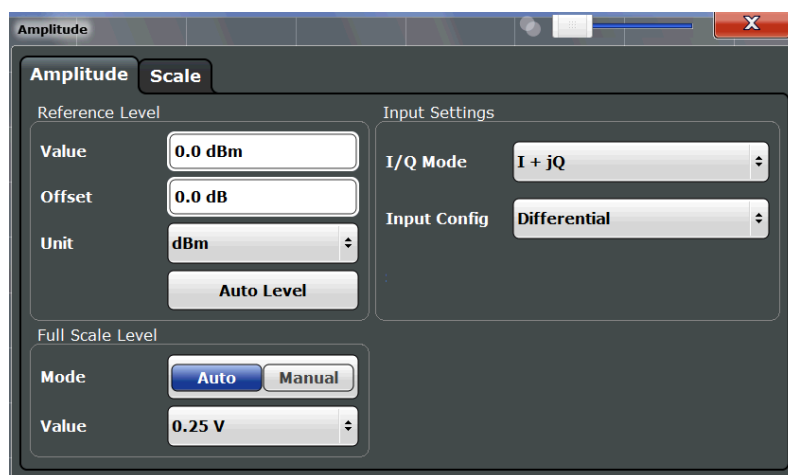 Amplitude
X
Amplitude
Scale
Reference Level
Value
0.0 dBm
Offset
0.0 dB
Unit
dBm
Auto Level
Full Scale Level
Mode
Auto
Manual
Value
0.25 V
Input Settings
I/Q Mode
I + jQ
Input Config
Differential